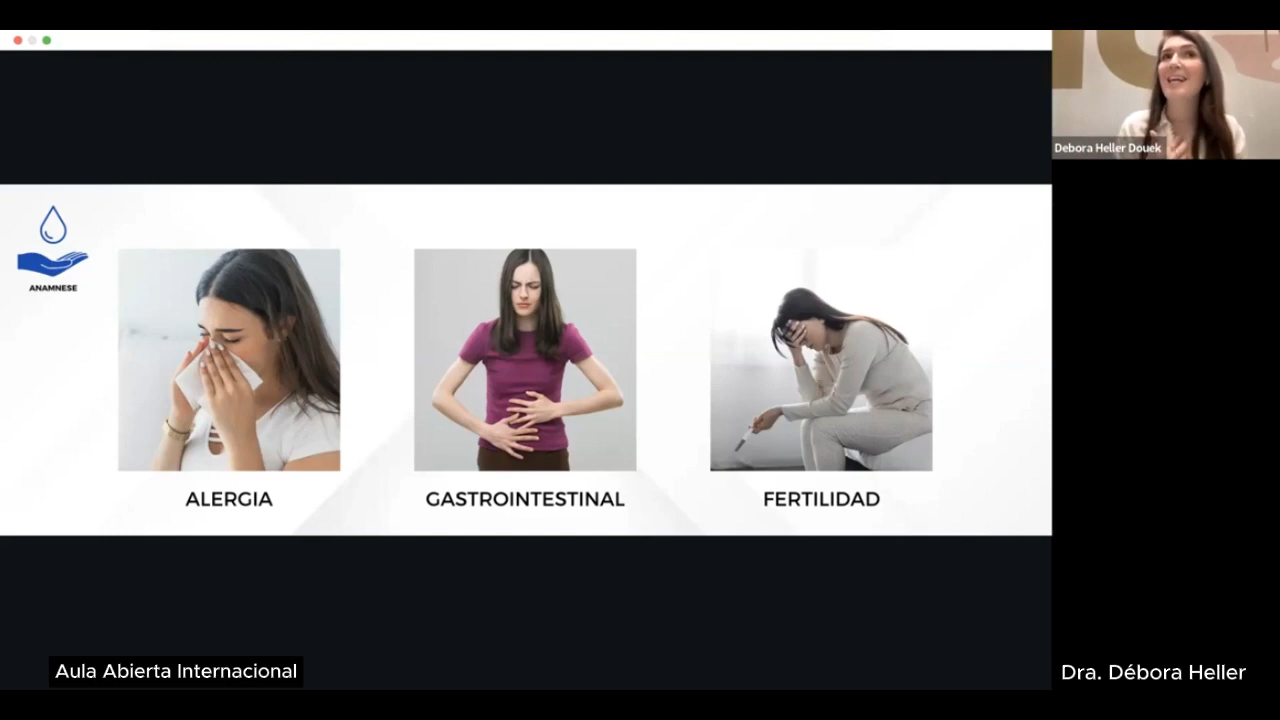 Debora Heller Douek
ANAMNESE
ALERGIA
GASTROINTESTINAL
FERTILIDAD
Aula Abierta Internacional
Dra. Débora Heller